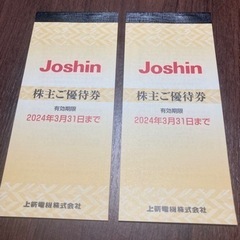 Joshin
株主ご優待券
有効期限
2024年3月31日まで
上新電機株式会社
Joshin
株主ご優待券
有効期限
2024年3月31日まで
上新電機株式会社